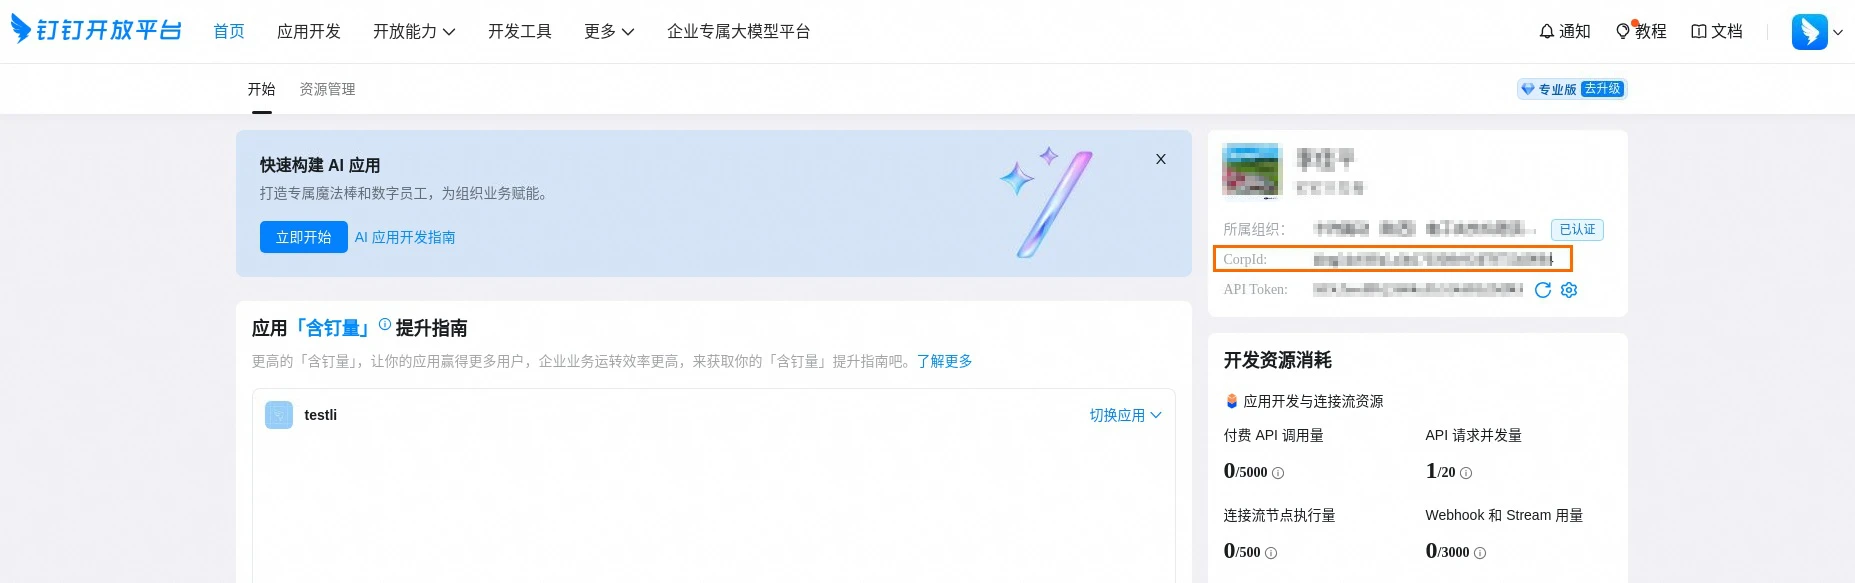 钉钉开放平台 首页 应用开发 开放能力 开发工具 更多 企业专属大模型平台 通知 教程 文档
开始 资源管理 专业版 去升级
快速构建 AI 应用
X
打造专属魔法棒和数字员工，为组织业务赋能。
立即开始 AI 应用开发指南
所属组织： 已认证
CorpId:
API Token:
应用「含钉量」提升指南
更高的「含钉量」，让你的应用赢得更多用户，企业业务运转效率更高，来获取你的「含钉量」提升指南吧。了解更多
testli 切换应用
开发资源消耗
应用开发与连接流资源
付费 API 调用量 API 请求并发量
0/5000 1/20
连接流节点执行量 Webhook 和 Stream 用量
0/500 0/3000